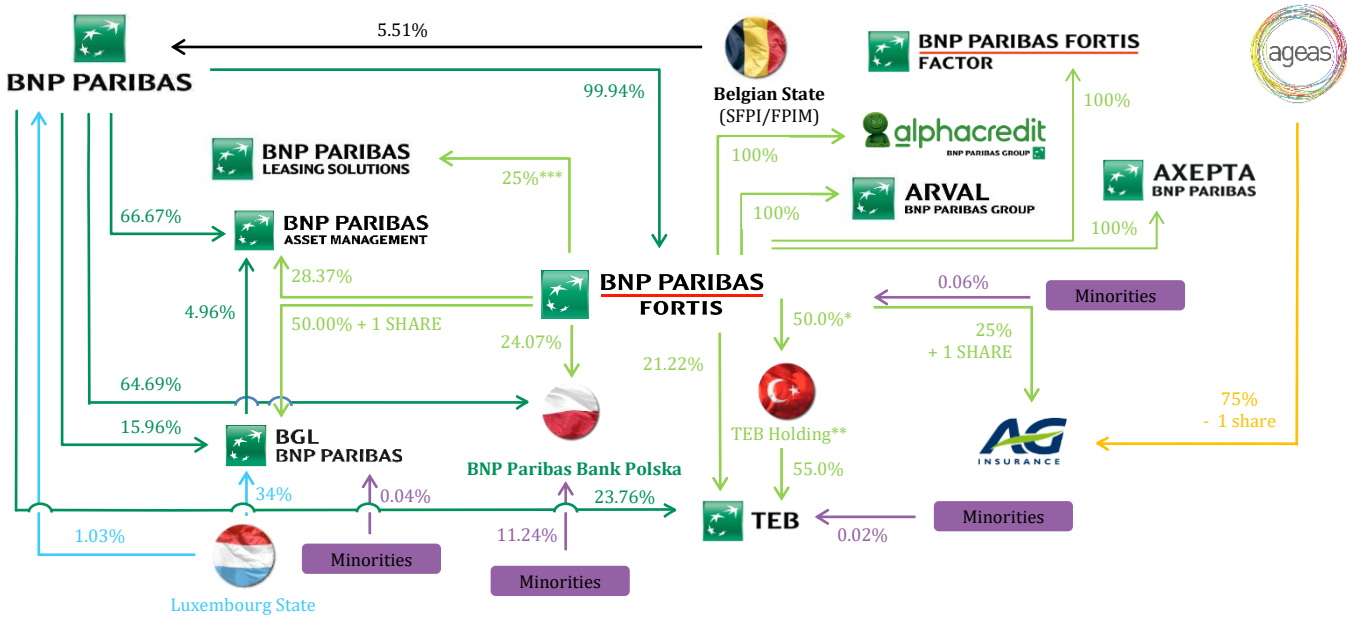 5.51%
BNP PARIBAS
99.94%
Belgian State
(SFPI/FPIM)
BNP PARIBAS FORTIS
FACTOR
ageas
100%
alphacredit
BNP PARIBAS GROUP
100%
BNP PARIBAS
LEASING SOLUTIONS
25%***
ARVAL
BNP PARIBAS GROUP
100%
AXEPTA
BNP PARIBAS
100%
66.67%
BNP PARIBAS
ASSET MANAGEMENT
28.37%
BNP PARIBAS
FORTIS
0.06%
Minorities
4.96%
50.00% + 1 SHARE
24.07%
21.22%
50.0%*
25%
+ 1 SHARE
64.69%
15.96%
BGL
BNP PARIBAS
TEB Holding**
75%
- 1 share
AG
INSURANCE
BNP Paribas Bank Polska
55.0%
34%
0.04%
23.76%
TEB
0.02%
Minorities
1.03%
11.24%
Minorities
Minorities
Luxembourg State